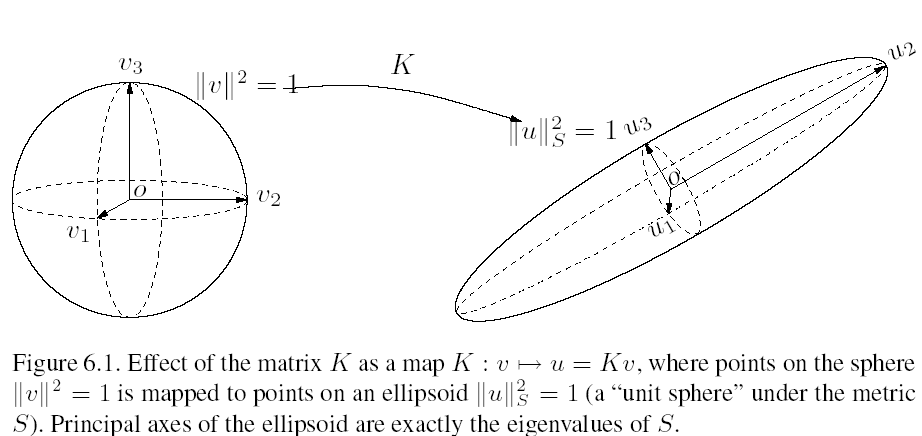 v₃
‖v‖² = 1
K
u₂
‖u‖²_S = 1
u₃
o
v₂
v₁
o
u₁
Figure 6.1. Effect of the matrix K as a map K : v ↦ u = Kv, where points on the sphere
‖v‖² = 1 is mapped to points on an ellipsoid ‖u‖²_S = 1 (a “unit sphere” under the metric
S). Principal axes of the ellipsoid are exactly the eigenvalues of S.